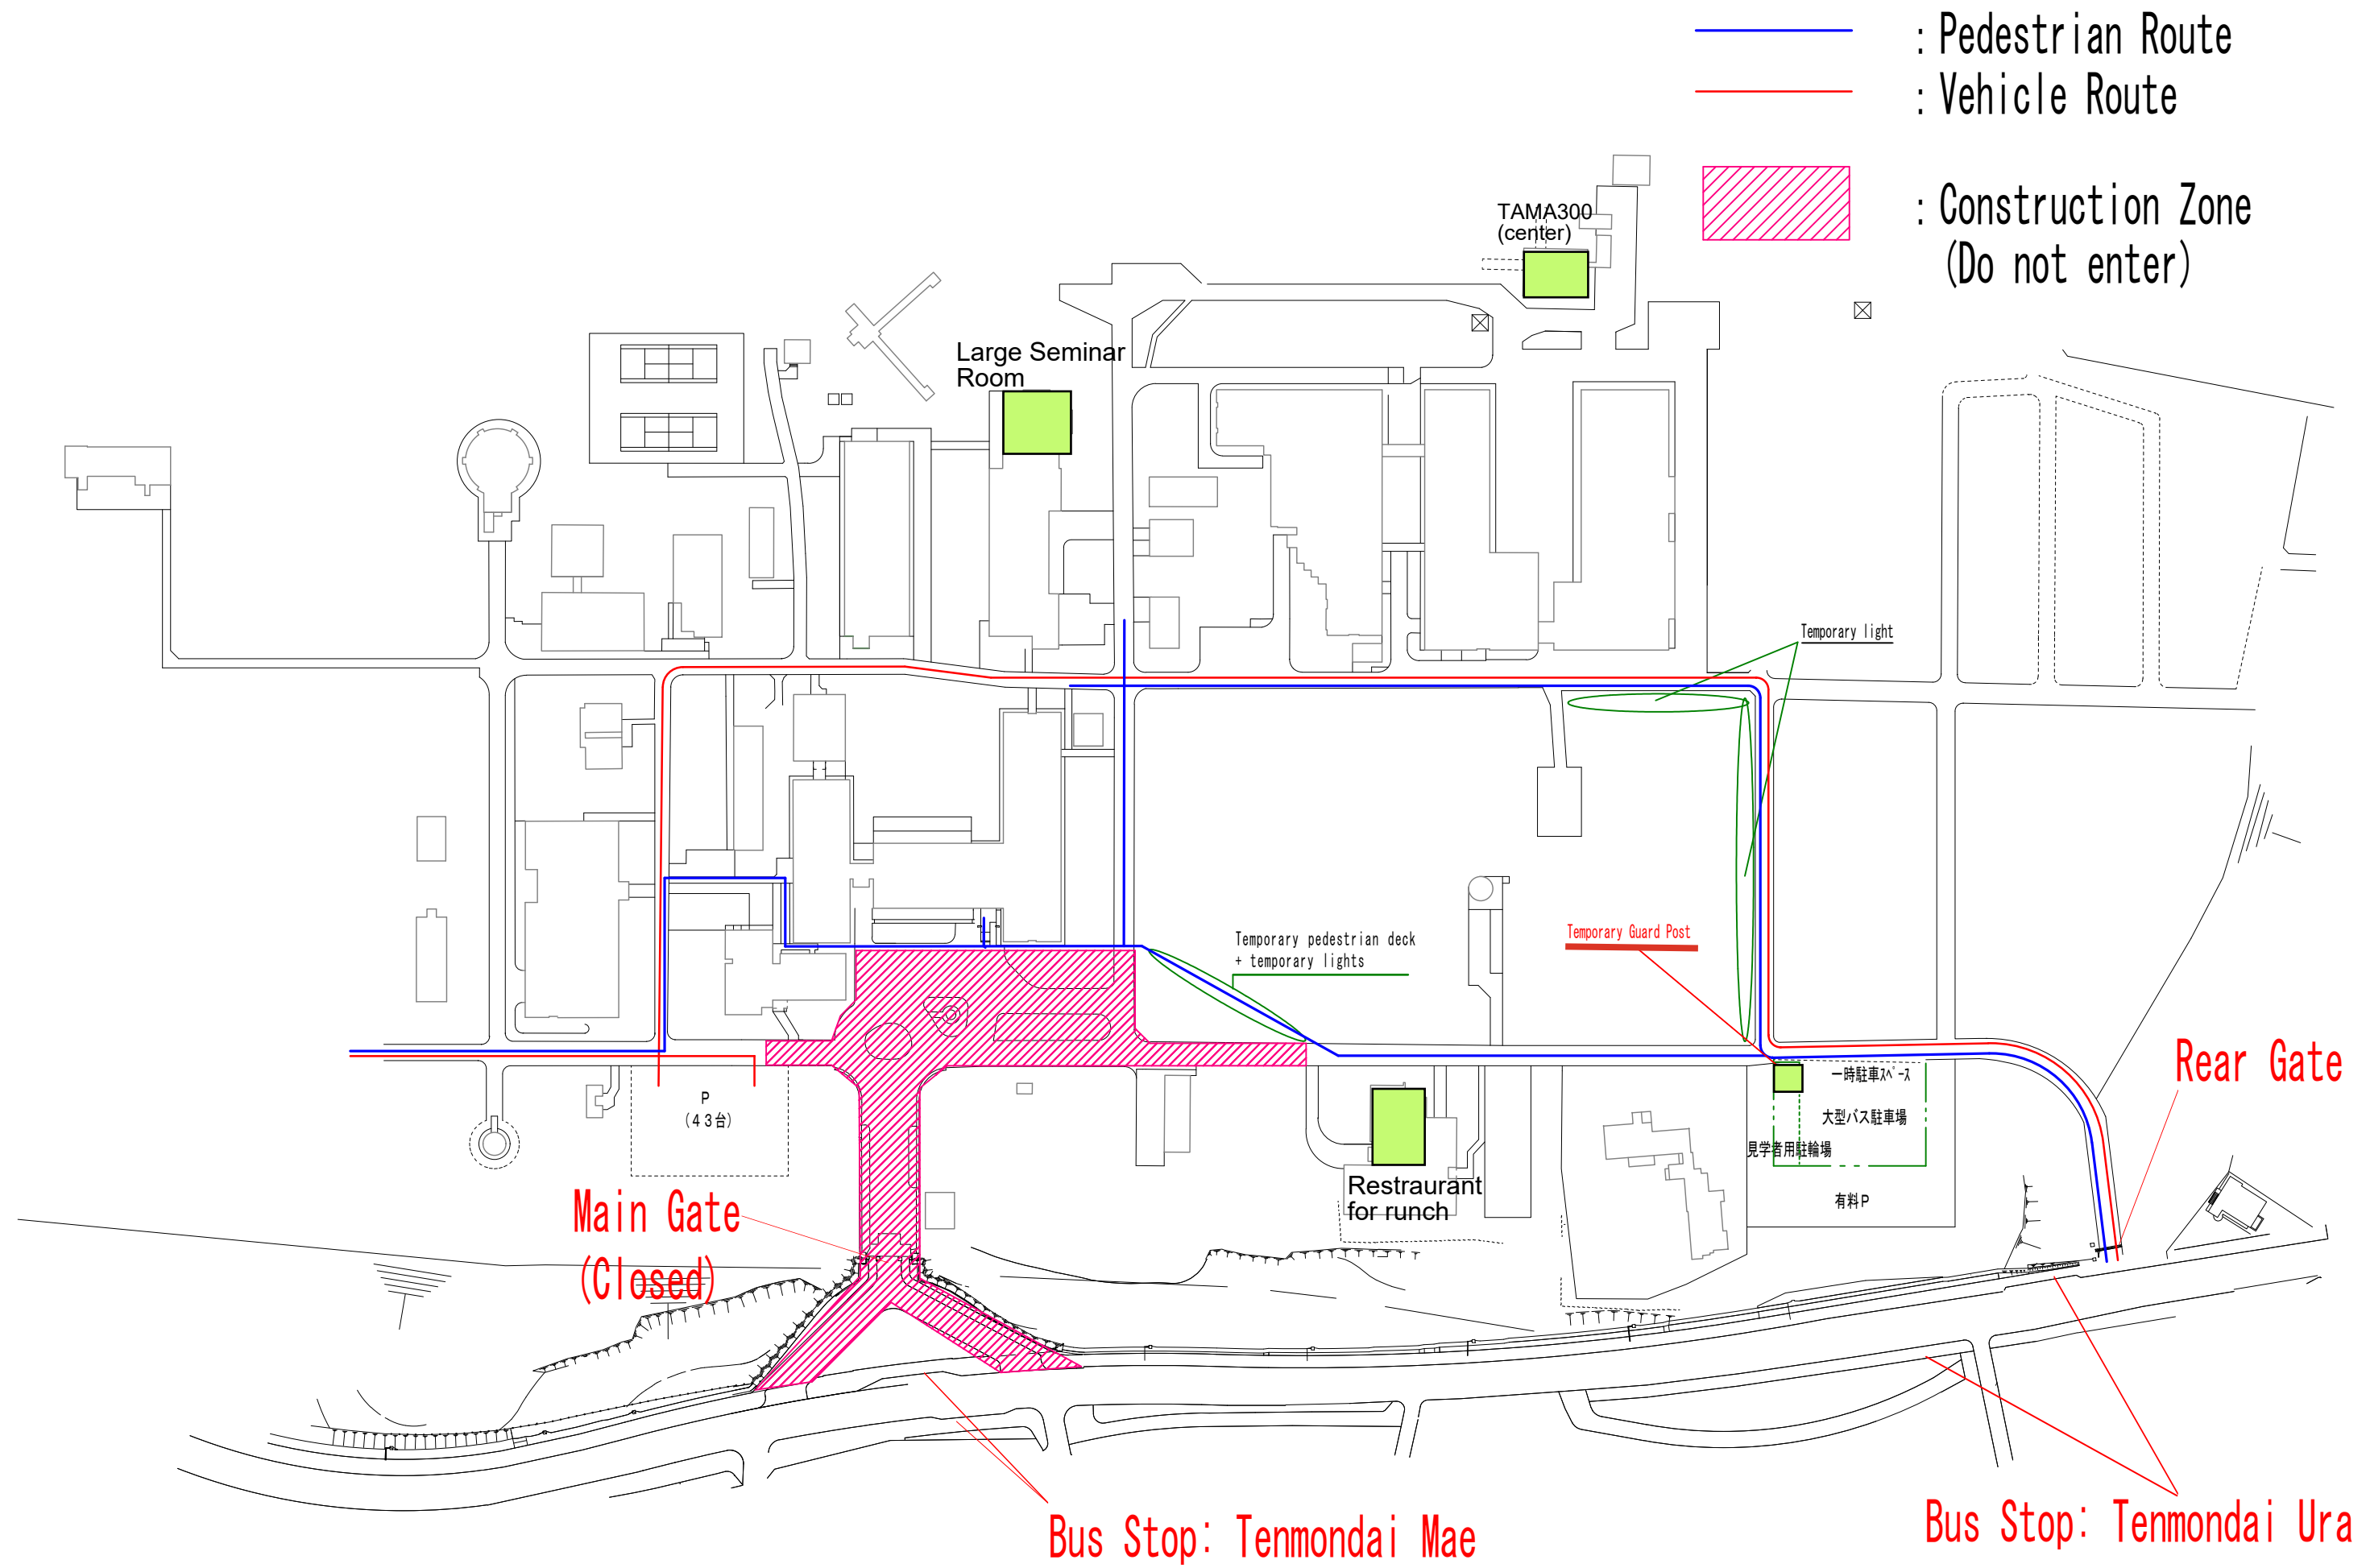 : Pedestrian Route
: Vehicle Route
: Construction Zone
(Do not enter)
TAMA300
(center)
Large Seminar
Room
Temporary light
Temporary pedestrian deck
+ temporary lights
Temporary Guard Post
一時駐車スペース
大型バス駐車場
見学者用駐輪場
有料P
Rear Gate
P
(43台)
Main Gate
(Closed)
Restraurant
for runch
Bus Stop: Tenmondai Mae
Bus Stop: Tenmondai Ura